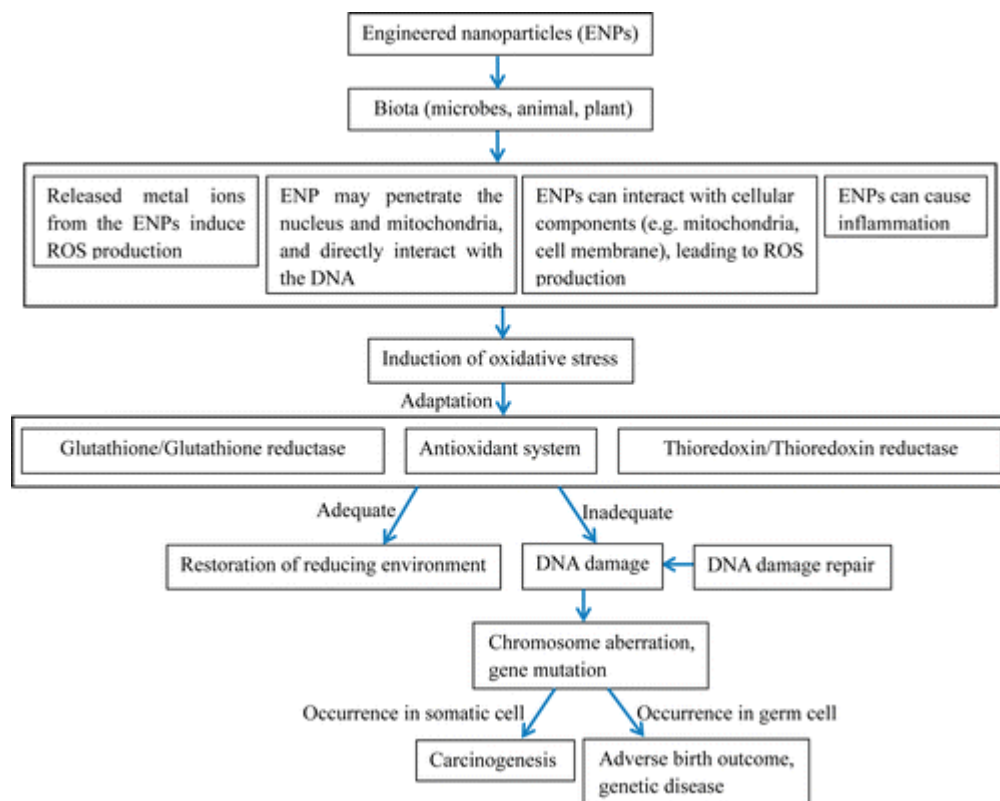 Engineered nanoparticles (ENPs)
Biota (microbes, animal, plant)
Released metal ions
from the ENPs induce
ROS production
ENP may penetrate the
nucleus and mitochondria,
and directly interact with
the DNA
ENPs can interact with cellular
components (e.g. mitochondria,
cell membrane), leading to ROS
production
ENPs can cause
inflammation
Induction of oxidative stress
Adaptation
Glutathione/Glutathione reductase
Antioxidant system
Thioredoxin/Thioredoxin reductase
Adequate
Inadequate
Restoration of reducing environment
DNA damage
DNA damage repair
Chromosome aberration,
gene mutation
Occurrence in somatic cell
Occurrence in germ cell
Carcinogenesis
Adverse birth outcome,
genetic disease